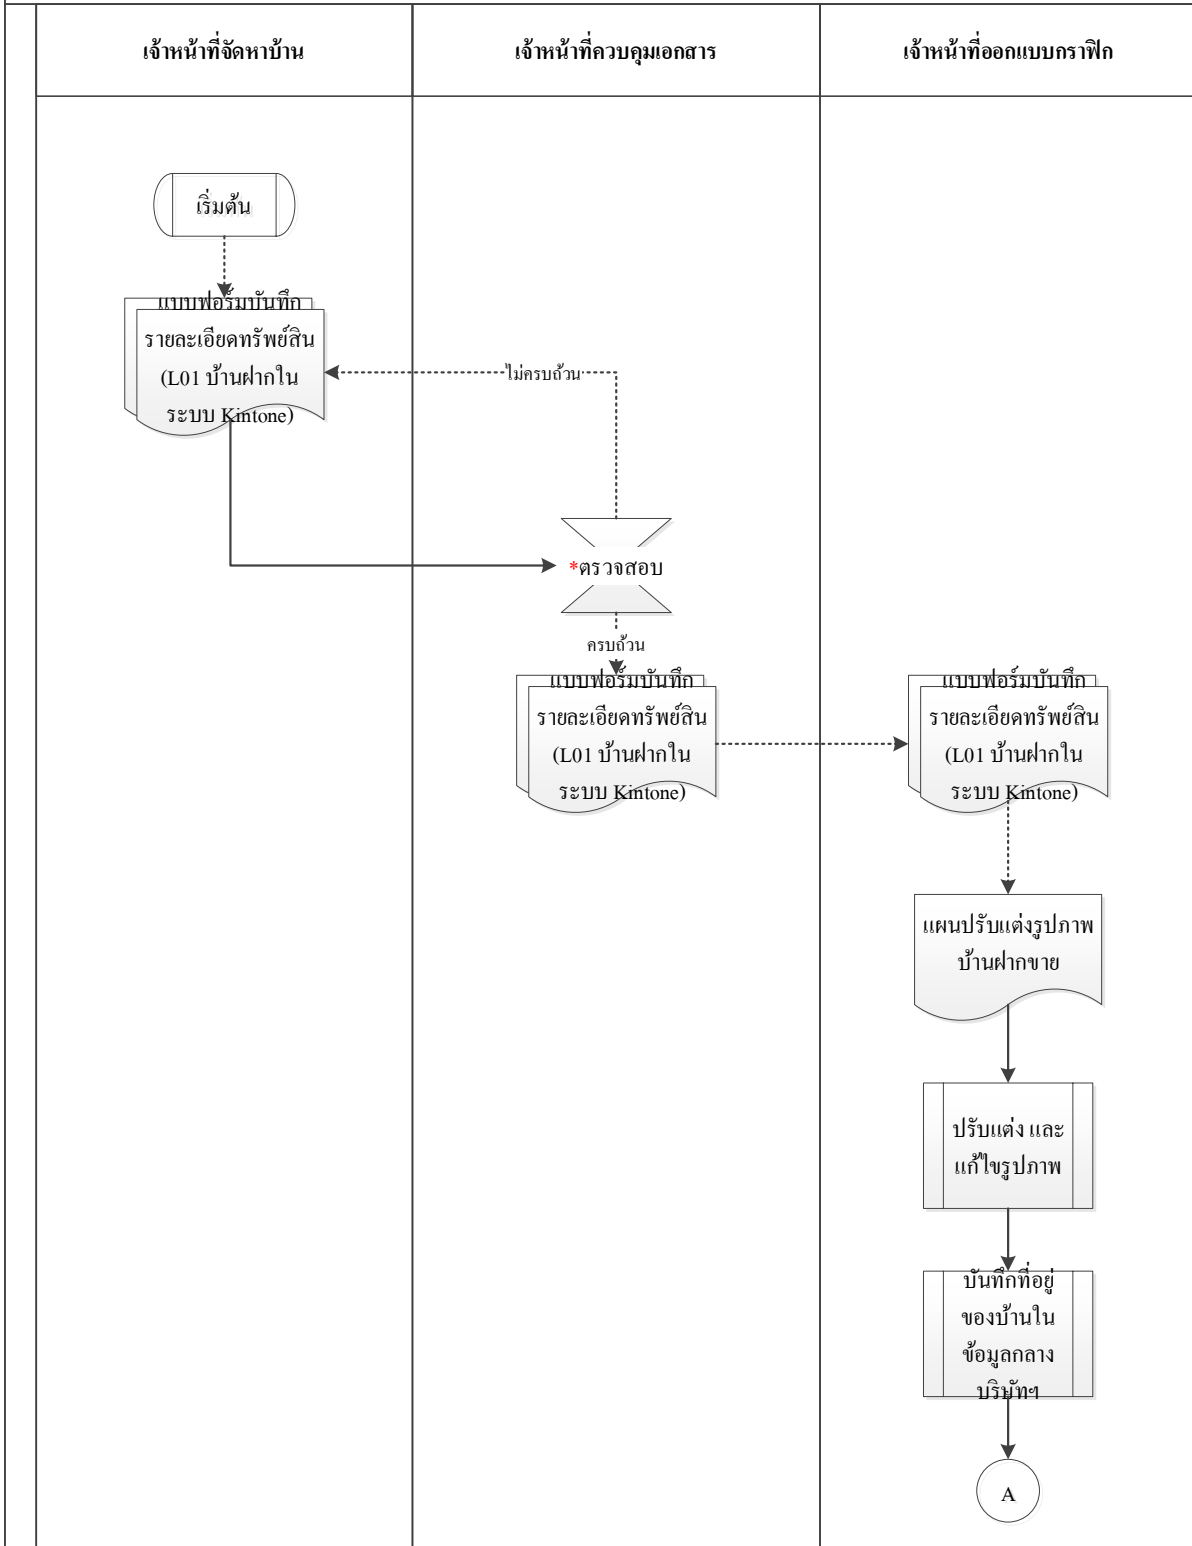 เจ้าหน้าที่จัดหาบ้าน
เจ้าหน้าที่ควบคุมเอกสาร
เจ้าหน้าที่ออกแบบกราฟิก
เริ่มต้น
แบบฟอร์มบันทึก
รายละเอียดทรัพย์สิน
(L01 บ้านฝากใน
ระบบ Kintone)
ไม่ครบถ้วน
*ตรวจสอบ
ครบถ้วน
แบบฟอร์มบันทึก
รายละเอียดทรัพย์สิน
(L01 บ้านฝากใน
ระบบ Kintone)
แบบฟอร์มบันทึก
รายละเอียดทรัพย์สิน
(L01 บ้านฝากใน
ระบบ Kintone)
แผนปรับแต่งรูปภาพ
บ้านฝากขาย
ปรับแต่ง และ
แก้ไขรูปภาพ
บันทึกที่อยู่
ของบ้านใน
ข้อมูลกลาง
บริษัทฯ
A